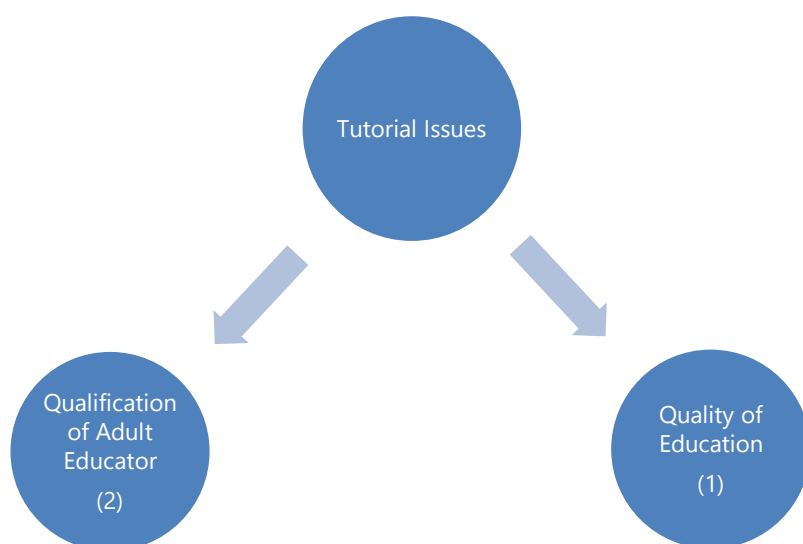 Tutorial Issues
Qualification
of Adult
Educator
(2)
Quality of
Education
(1)